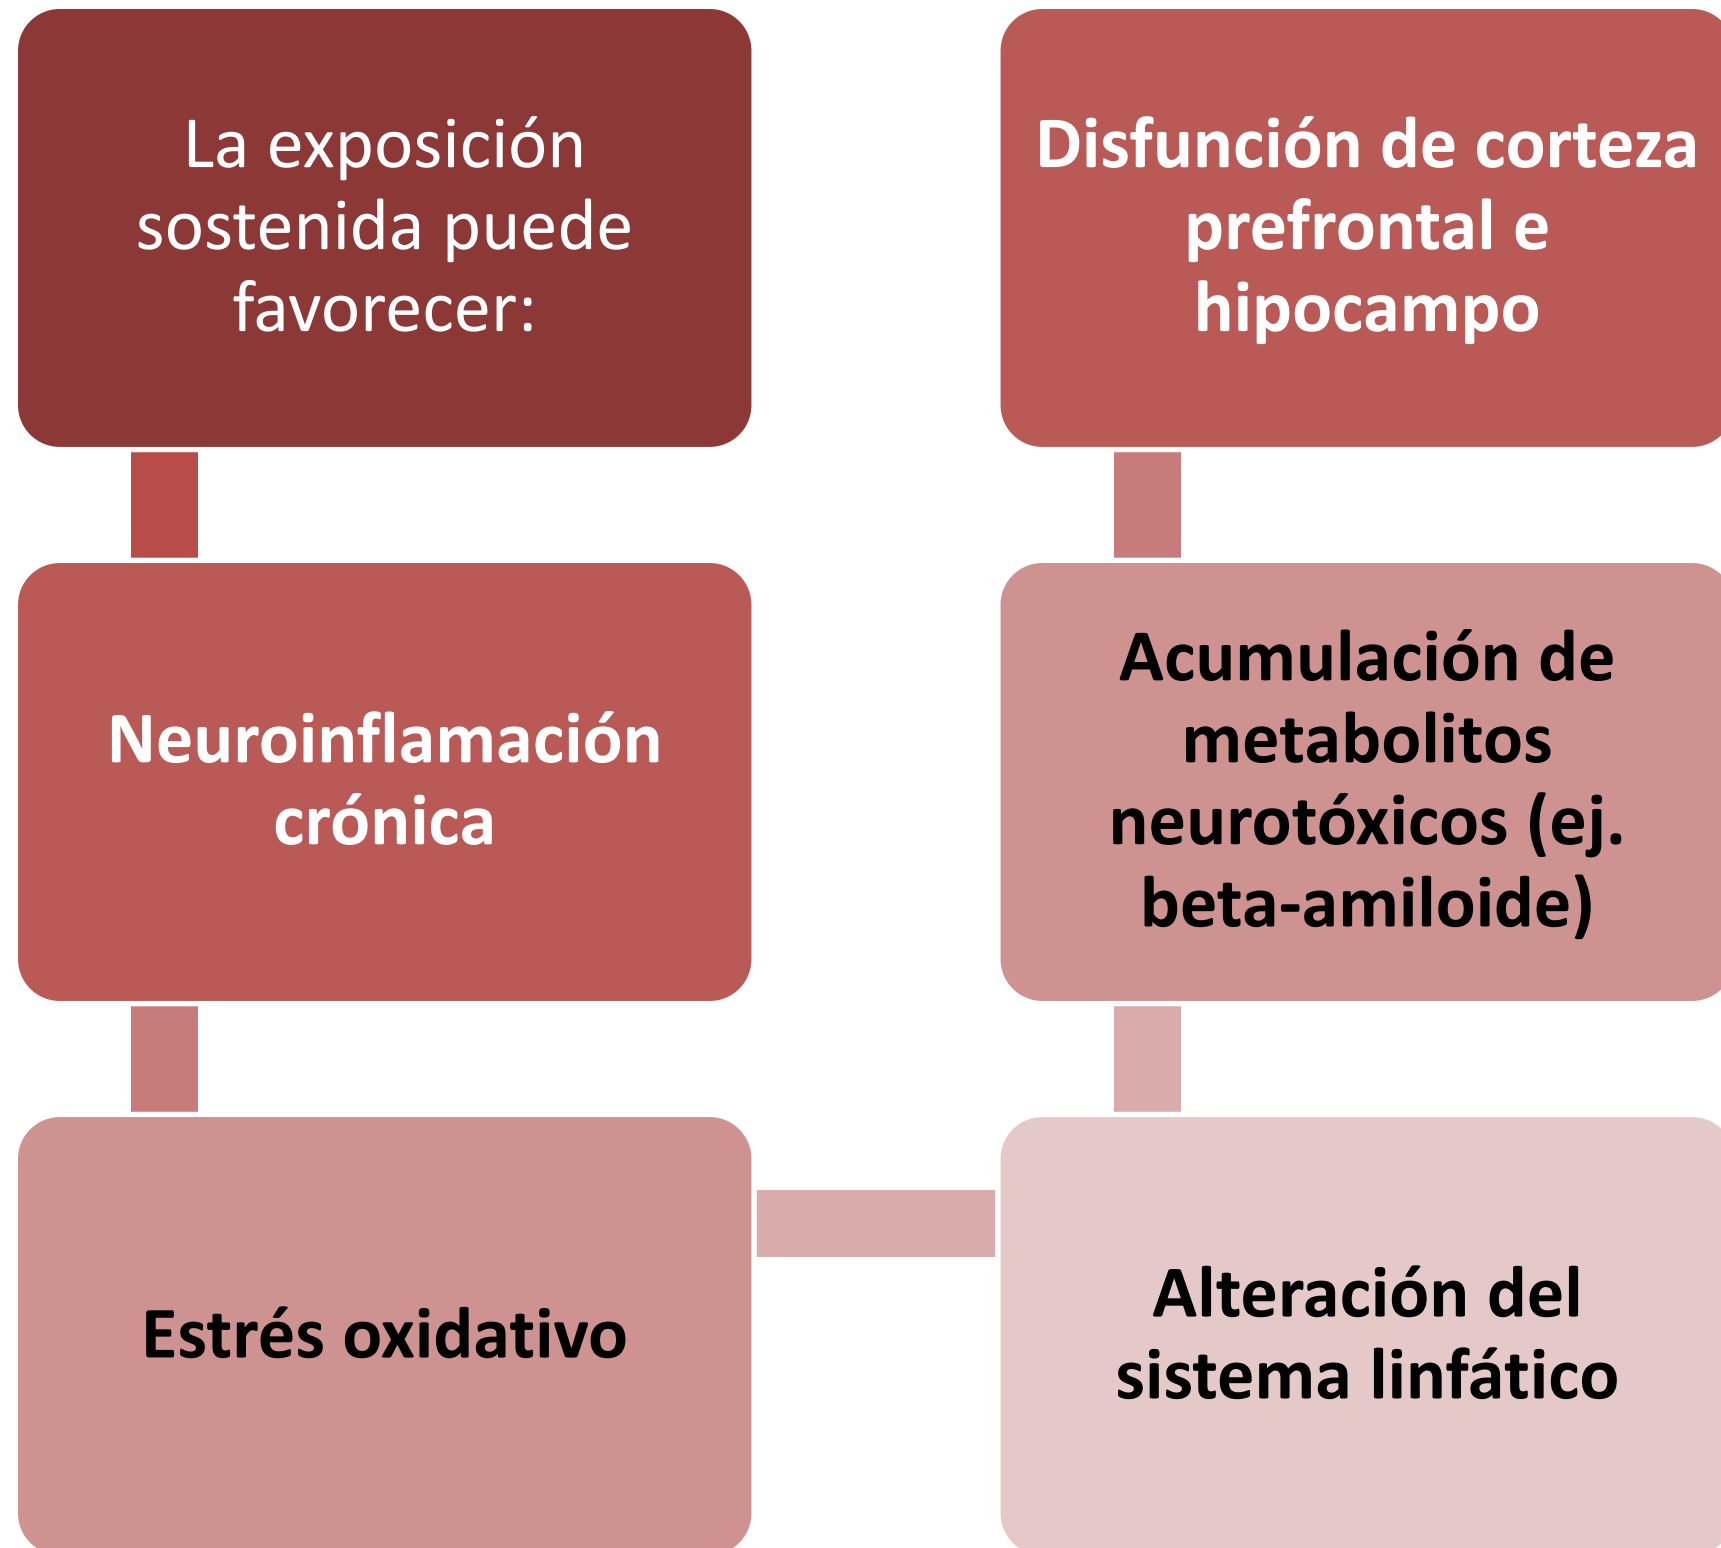 La exposición
sostenida puede
favorecer:
Neuroinflamación
crónica
Estrés oxidativo
Alteración del
sistema linfático
Acumulación de
metabolitos
neurotóxicos (ej.
beta-amiloide)
Disfunción de corteza
prefrontal e
hipocampo